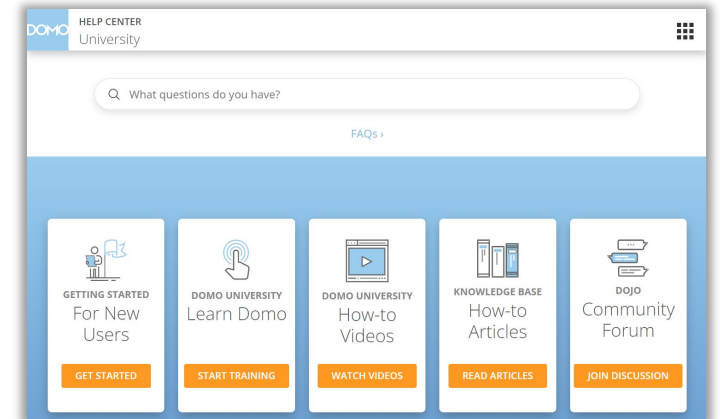 DOMO
HELP CENTER
University
What questions do you have?
FAQs ›
GETTING STARTED
For New
Users
GET STARTED
DOMO UNIVERSITY
Learn Domo
START TRAINING
DOMO UNIVERSITY
How-to
Videos
WATCH VIDEOS
KNOWLEDGE BASE
How-to
Articles
READ ARTICLES
DOJO
Community
Forum
JOIN DISCUSSION